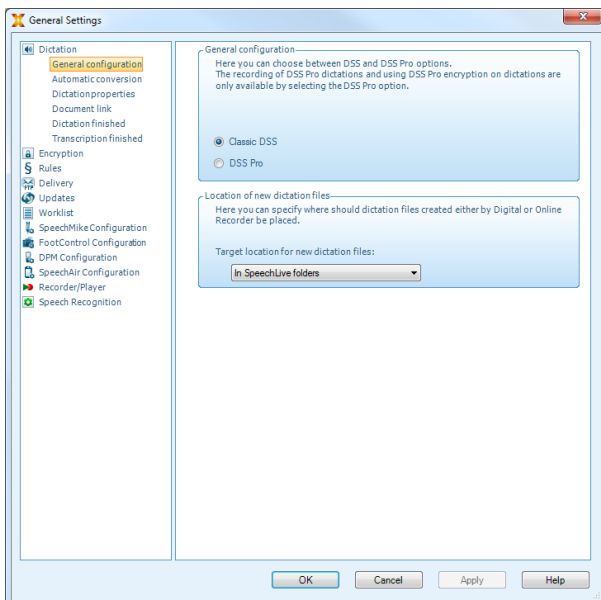 General Settings
Dictation
General configuration
Automatic conversion
Dictation properties
Document link
Dictation finished
Transcription finished
Encryption
Rules
Delivery
Updates
Worklist
SpeechMike Configuration
FootControl Configuration
DPM Configuration
SpeechAir Configuration
Recorder/Player
Speech Recognition
General configuration
Here you can choose between DSS and DSS Pro options.
The recording of DSS Pro dictations and using DSS Pro encryption on dictations are
only available by selecting the DSS Pro option.
Classic DSS
DSS Pro
Location of new dictation files
Here you can specify where should dictation files created either by Digital or Online
Recorder be placed.
Target location for new dictation files:
In SpeechLive folders
OK Cancel Apply Help